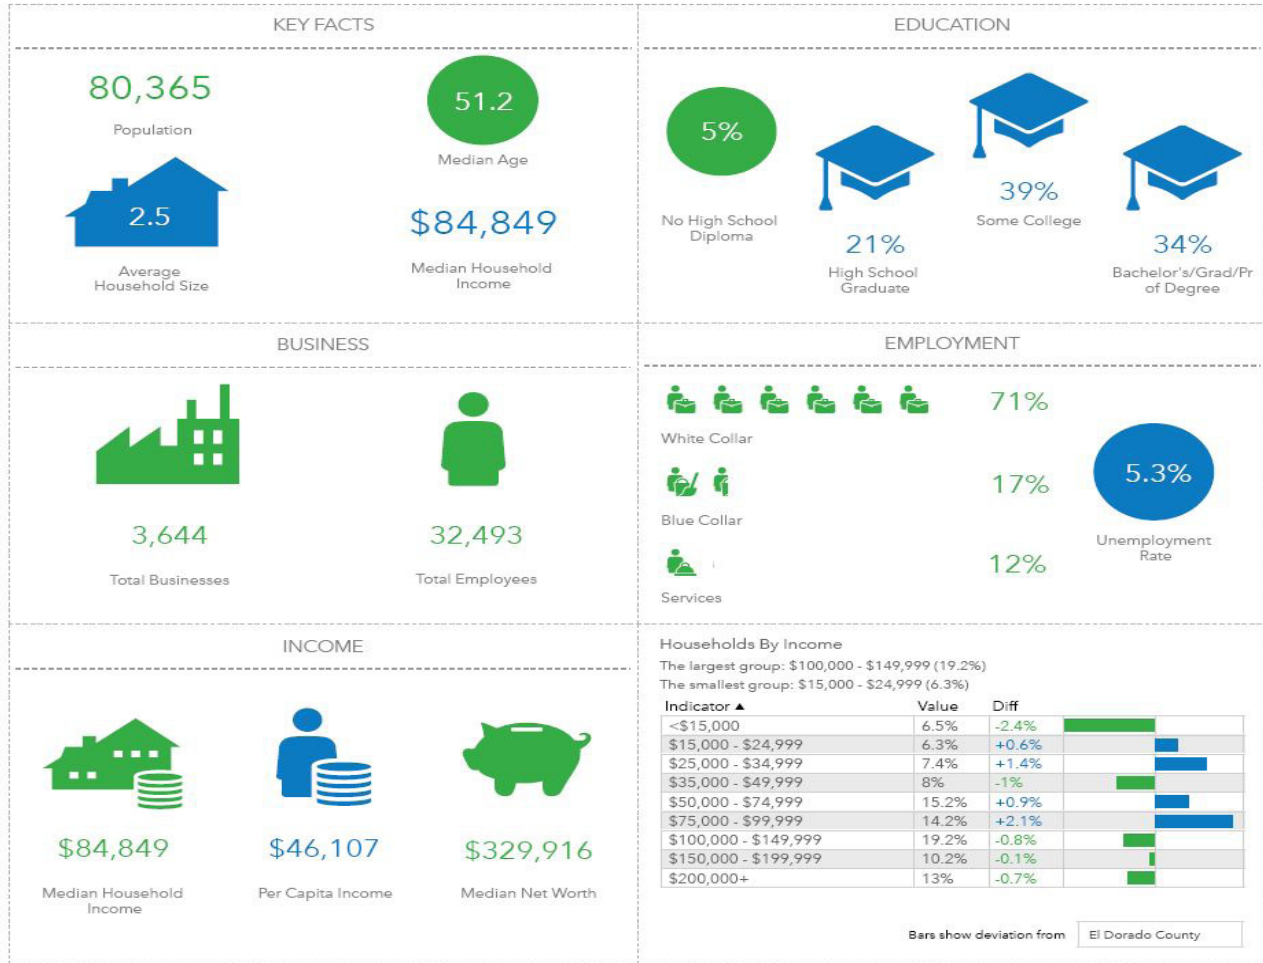 KEY FACTS
80,365
Population
51.2
Median Age
2.5
Average
Household Size
$84,849
Median Household
Income
EDUCATION
5%
No High School
Diploma
21%
High School
Graduate
39%
Some College
34%
Bachelor's/Grad/Pr
of Degree
BUSINESS
3,644
Total Businesses
32,493
Total Employees
EMPLOYMENT
71%
White Collar
17%
Blue Collar
12%
Services
5.3%
Unemployment
Rate
INCOME
$84,849
Median Household
Income
$46,107
Per Capita Income
$329,916
Median Net Worth
Households By Income
The largest group: $100,000 - $149,999 (19.2%)
The smallest group: $15,000 - $24,999 (6.3%)
Indicator ▲ Value Diff
<$15,000 6.5% -2.4%
$15,000 - $24,999 6.3% +0.6%
$25,000 - $34,999 7.4% +1.4%
$35,000 - $49,999 8% -1%
$50,000 - $74,999 15.2% +0.9%
$75,000 - $99,999 14.2% +2.1%
$100,000 - $149,999 19.2% -0.8%
$150,000 - $199,999 10.2% -0.1%
$200,000+ 13% -0.7%
Bars show deviation from El Dorado County